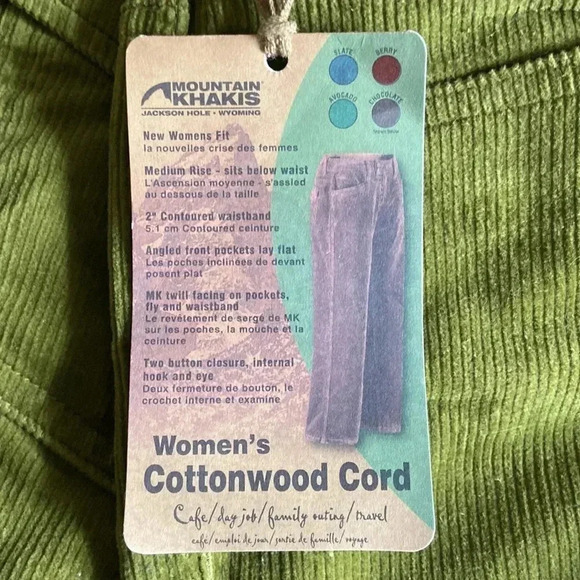 SLATE BERRY
MOUNTAIN
KHAKIS
JACKSON HOLE • WYOMING
AVOCADO CHOCOLATE
New Womens Fit
la nouvelles crise des femmes
Medium Rise - sits below waist
L'Ascension moyenne - s'assied
au dessous de la taille
2" Contoured waistband
5.1 cm Contoured ceinture
Angled front pockets lay flat
Les poches inclinées de devant
posent plat
MK twill facing on pockets,
fly and waistband
Le revêtement de sergé de MK
sur les poches, la mouche et la
ceinture
Two button closure, internal
hook and eye
Deux fermeture de bouton, le
crochet interne et examine
Women's
Cottonwood Cord
Cafe/day job/family outing/travel
café/emploi de jour/sortie de famille/voyage